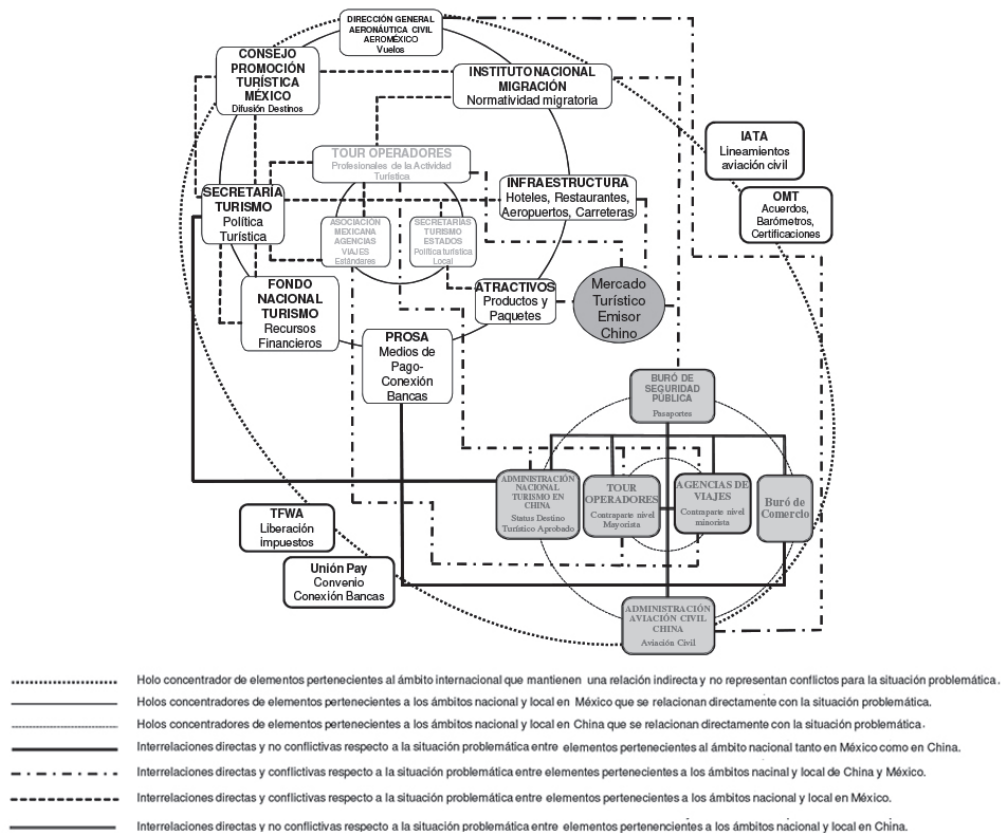 DIRECCIÓN GENERAL
AERONÁUTICA CIVIL
AEROMÉXICO
Vuelos
CONSEJO
PROMOCIÓN
TURÍSTICA
MÉXICO
Difusión Destinos
INSTITUTO NACIONAL
MIGRACIÓN
Normatividad migratoria
IATA
Lineamientos
aviación civil
TOUR OPERADORES
Profesionales de la Actividad
Turística
SECRETARÍA
TURISMO
Política
Turística
INFRAESTRUCTURA
Hoteles, Restaurantes,
Aeropuertos, Carreteras
OMT
Acuerdos,
Barómetros,
Certificaciones
ASOCIACIÓN
MEXICANA
AGENCIAS
VIAJES
Estándares
SECRETARÍAS
TURISMO
ESTADOS
Política turística
Local
FONDO
NACIONAL
TURISMO
Recursos
Financieros
ATRACTIVOS
Productos y
Paquetes
Mercado
Turístico
Emisor
Chino
PROSA
Medios de
Pago-
Conexión
Bancas
BURÓ DE
SEGURIDAD
PÚBLICA
Pasaportes
ADMINISTRACIÓN
NACIONAL
TURISMO EN
CHINA
Status Destino
Turístico Aprobado
TOUR
OPERADORES
Contraparte nivel
Mayorista
AGENCIAS DE
VIAJES
Contraparte nivel
minorista
Buró de
Comercio
TFWA
Liberación
impuestos
Unión Pay
Convenio
Conexión Bancas
ADMINISTRACIÓN
AVIACIÓN CIVIL
CHINA
Aviación Civil
Holo concentrador de elementos pertenecientes al ámbito internacional que mantienen una relación indirecta y no representan conflictos para la situación problemática.
Holos concentradores de elementos pertenecientes a los ámbitos nacional y local en México que se relacionan directamente con la situación problemática.
Holos concentradores de elementos pertenecientes a los ámbitos nacional y local en China que se relacionan directamente con la situación problemática.
Interrelaciones directas y no conflictivas respecto a la situación problemática entre elementos pertenecientes al ámbito nacional tanto en México como en China.
Interrelaciones directas y conflictivas respecto a la situación problemática entre elementos pertenecientes a los ámbitos nacinal y local de China y México.
Interrelaciones directas y conflictivas respecto a la situación problemática entre elementos pertenecientes a los ámbitos nacional y local en México.
Interrelaciones directas y no conflictivas respecto a la situación problemática entre elementos pertenencientes a los ámbitos nacional y local en China.